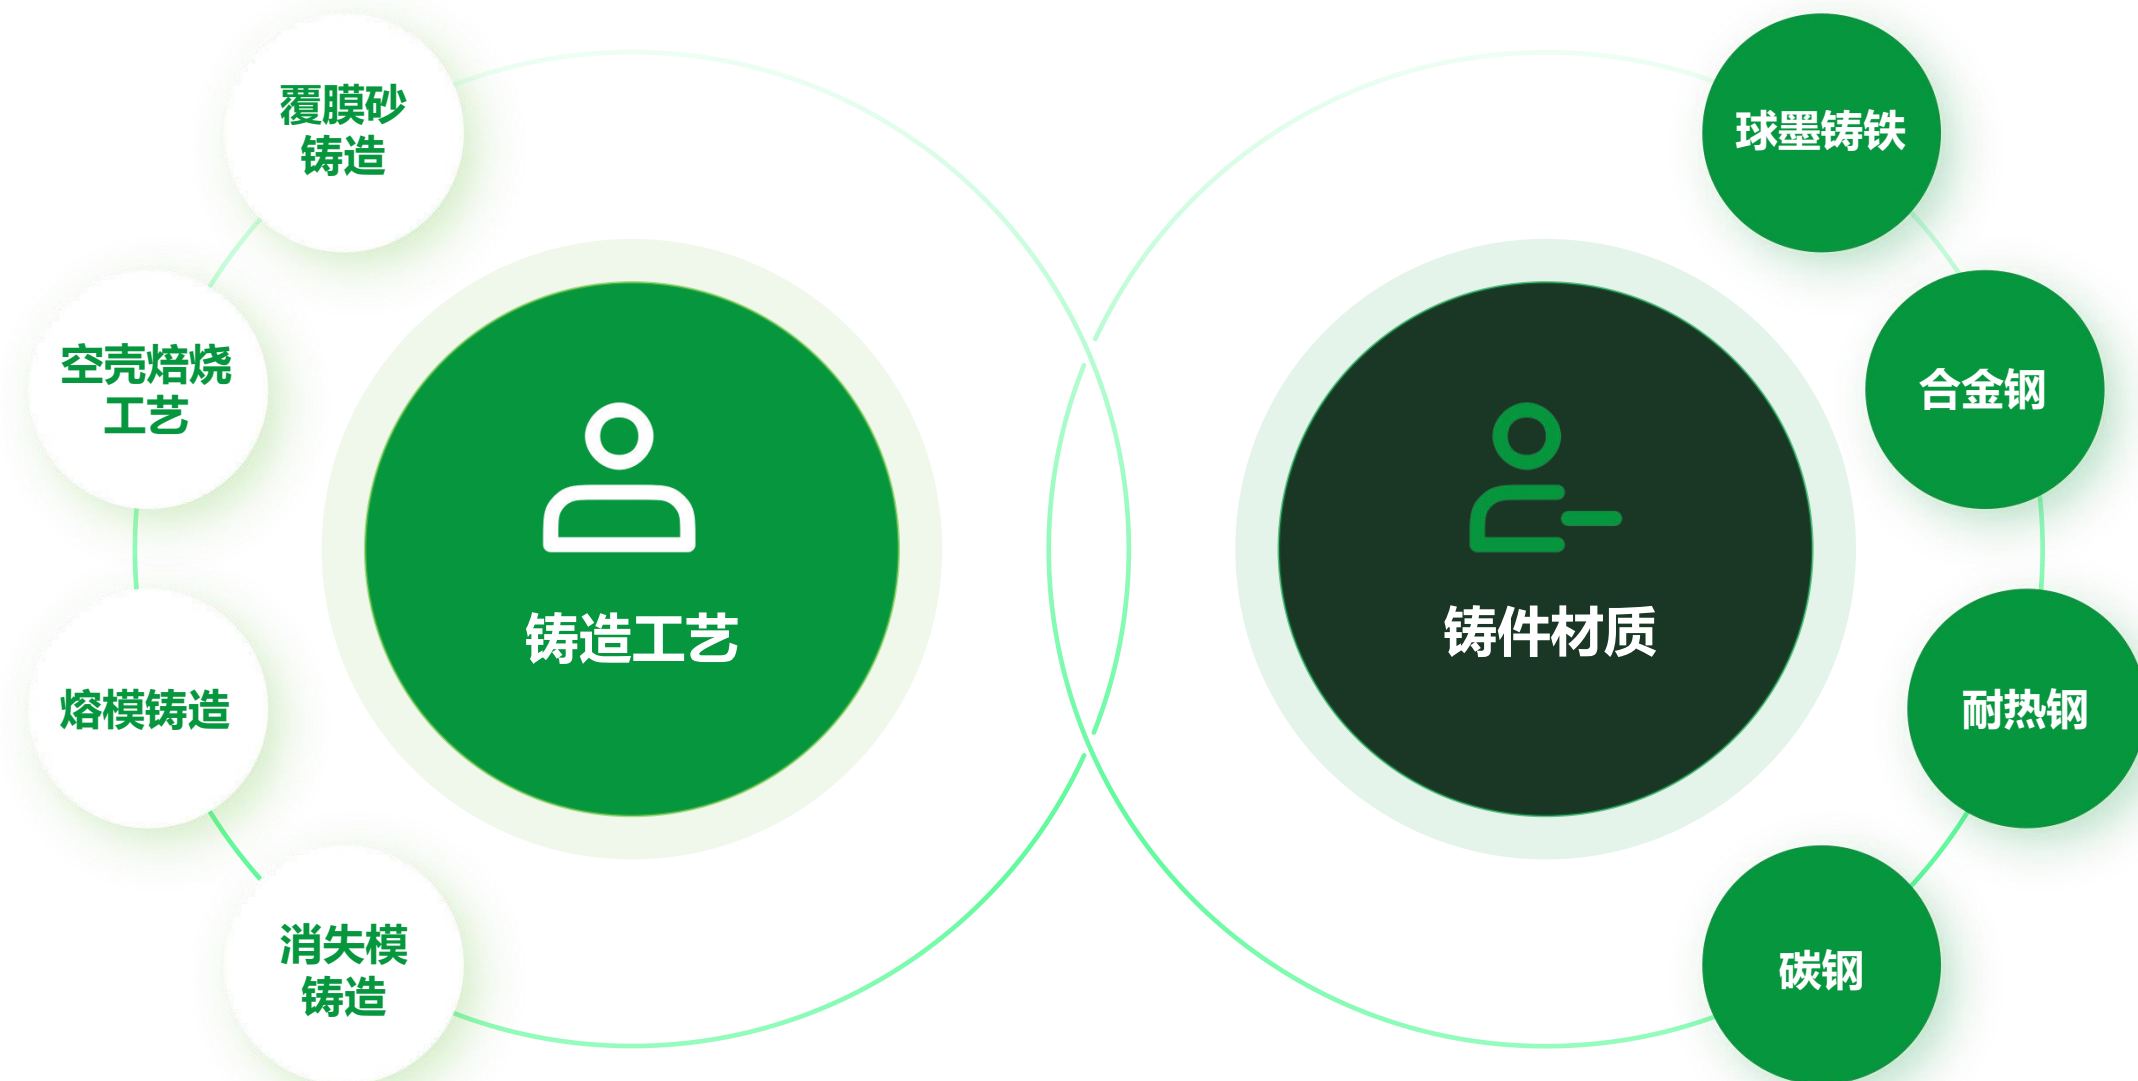 覆膜砂
铸造
空壳焙烧
工艺
熔模铸造
消失模
铸造
铸造工艺
铸件材质
球墨铸铁
合金钢
耐热钢
碳钢